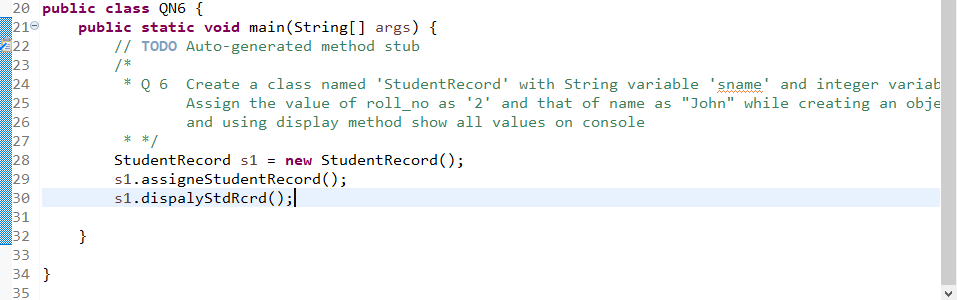 20 public class QN6 {
21 public static void main(String[] args) {
22 // TODO Auto-generated method stub
23 /*
24 * Q 6 Create a class named 'StudentRecord' with String variable 'sname' and integer variab
25 Assign the value of roll_no as '2' and that of name as "John" while creating an obje
26 and using display method show all values on console
27 * */
28 StudentRecord s1 = new StudentRecord();
29 s1.assigneStudentRecord();
30 s1.dispalyStdRcrd();
31
32 }
33
34 }
35